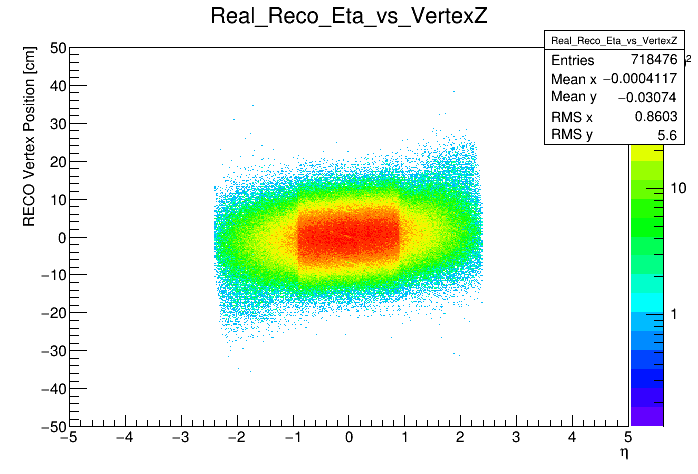 Real_Reco_Eta_vs_VertexZ
Real_Reco_Eta_vs_VertexZ
Entries 718476
Mean x −0.0004117
Mean y −0.03074
RMS x 0.8603
RMS y 5.6
2
RECO Vertex Position [cm]
50
40
30
20
10
0
−10
−20
−30
−40
−50
−5 −4 −3 −2 −1 0 1 2 3 4 5
η
10
1